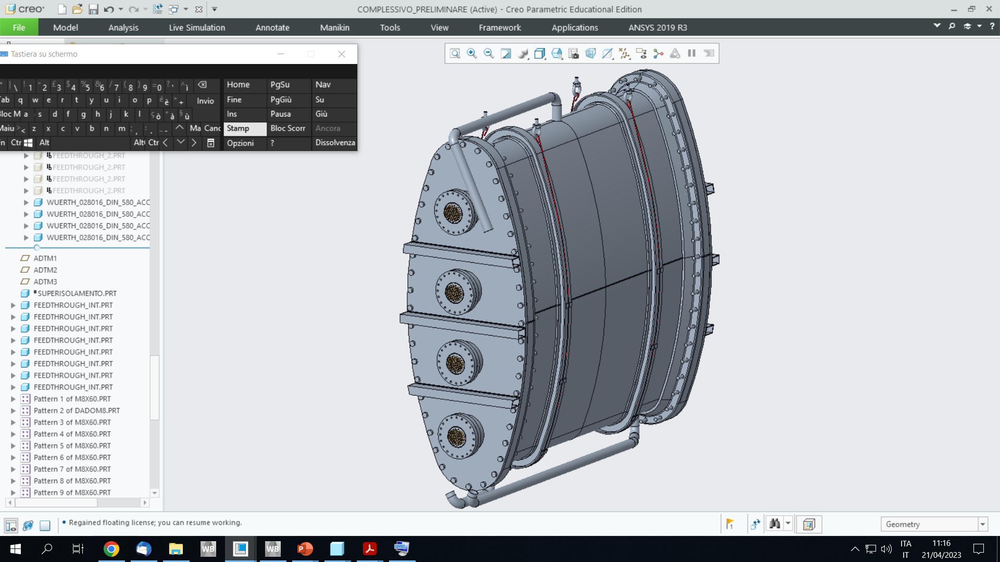 creo
COMPLESSIVO_PRELIMINARE (Active) - Creo Parametric Educational Edition
File Model Analysis Live Simulation Annotate Manikin Tools View Framework Applications ANSYS 2019 R3
Tastiera su schermo
| \ ! 1 " 2 £ 3 $ 4 % 5 & 6 / 7 ( 8 ) 9 = 0 ? ' ^ ì Home PgSu Nav
ab q w e r t y u i o p é è * + Invio Fine PgGiù Su
Bloc M a s d f g h j k l ç ò ° à § ù Ins Pausa Giù
Maiu > < z x c v b n m ; , : . _ - Ma Canc Stamp Bloc Scorr Ancora
n Ctr Alt Alt Ctr Opzioni ? Dissolvenza
FEEDTHROUGH_2.PRT
FEEDTHROUGH_2.PRT
FEEDTHROUGH_2.PRT
FEEDTHROUGH_2.PRT
WUERTH_028016_DIN_580_ACC
WUERTH_028016_DIN_580_ACC
WUERTH_028016_DIN_580_ACC
WUERTH_028016_DIN_580_ACC
ADTM1
ADTM2
ADTM3
SUPERISOLAMENTO.PRT
FEEDTHROUGH_INT.PRT
FEEDTHROUGH_INT.PRT
FEEDTHROUGH_INT.PRT
FEEDTHROUGH_INT.PRT
FEEDTHROUGH_INT.PRT
FEEDTHROUGH_INT.PRT
FEEDTHROUGH_INT.PRT
FEEDTHROUGH_INT.PRT
Pattern 1 of M8X60.PRT
Pattern 2 of DADOM8.PRT
Pattern 3 of M8X60.PRT
Pattern 4 of M8X60.PRT
Pattern 5 of M8X60.PRT
Pattern 6 of M8X60.PRT
Pattern 7 of M8X60.PRT
Pattern 8 of M8X60.PRT
Pattern 9 of M8X60.PRT
• Regained floating license; you can resume working.
1
Geometry
WB WB
ITA
IT
11:16
21/04/2023